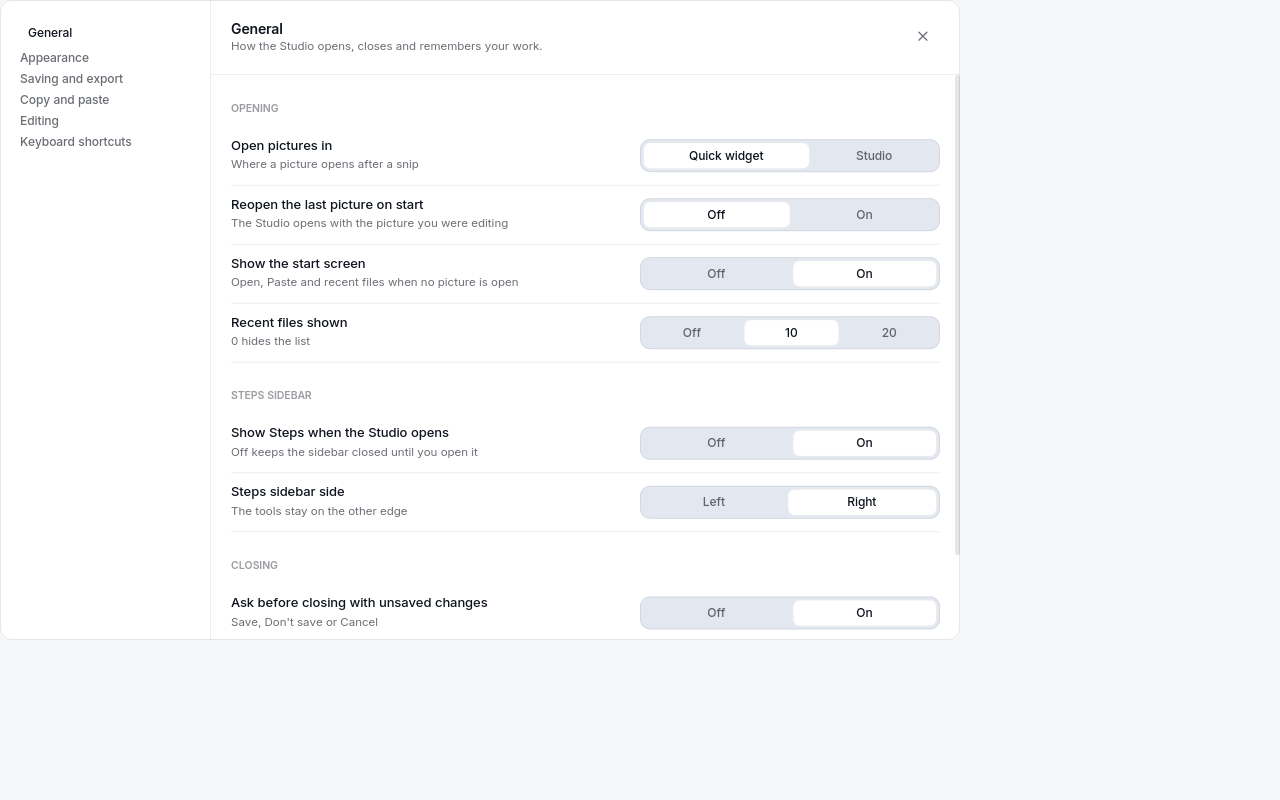 General
Appearance
Saving and export
Copy and paste
Editing
Keyboard shortcuts
General
How the Studio opens, closes and remembers your work.
OPENING
Open pictures in
Where a picture opens after a snip
Quick widget Studio
Reopen the last picture on start
The Studio opens with the picture you were editing
Off On
Show the start screen
Open, Paste and recent files when no picture is open
Off On
Recent files shown
0 hides the list
Off 10 20
STEPS SIDEBAR
Show Steps when the Studio opens
Off keeps the sidebar closed until you open it
Off On
Steps sidebar side
The tools stay on the other edge
Left Right
CLOSING
Ask before closing with unsaved changes
Save, Don't save or Cancel
Off On